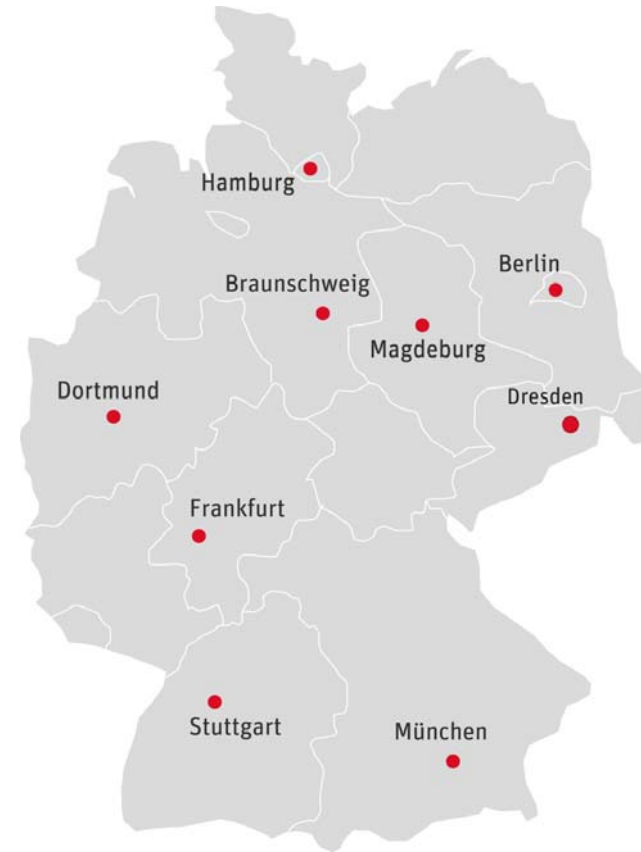 Hamburg
Berlin
Braunschweig
Magdeburg
Dortmund
Dresden
Frankfurt
Stuttgart
München